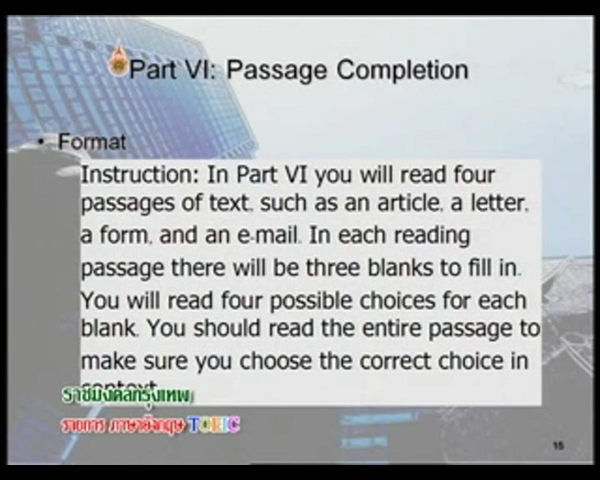 Part VI: Passage Completion
• Format
Instruction: In Part VI you will read four
passages of text, such as an article, a letter,
a form, and an e-mail. In each reading
passage there will be three blanks to fill in.
You will read four possible choices for each
blank. You should read the entire passage to
make sure you choose the correct choice in
context
ราชมงคลกรุงเทพ
รายการ ภาษาอังกฤษ TOEIC
15